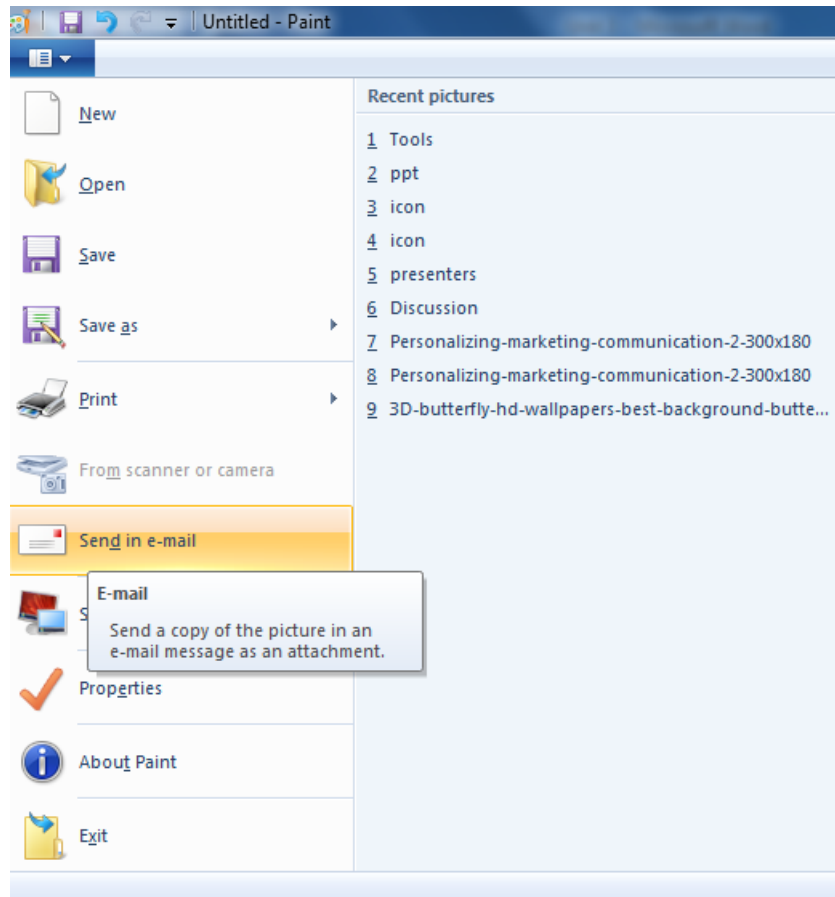 Untitled - Paint
New
Open
Save
Save as
Print
From scanner or camera
Send in e-mail
E-mail
Send a copy of the picture in an
e-mail message as an attachment.
S
Properties
About Paint
Exit
Recent pictures
1 Tools
2 ppt
3 icon
4 icon
5 presenters
6 Discussion
7 Personalizing-marketing-communication-2-300x180
8 Personalizing-marketing-communication-2-300x180
9 3D-butterfly-hd-wallpapers-best-background-butte...